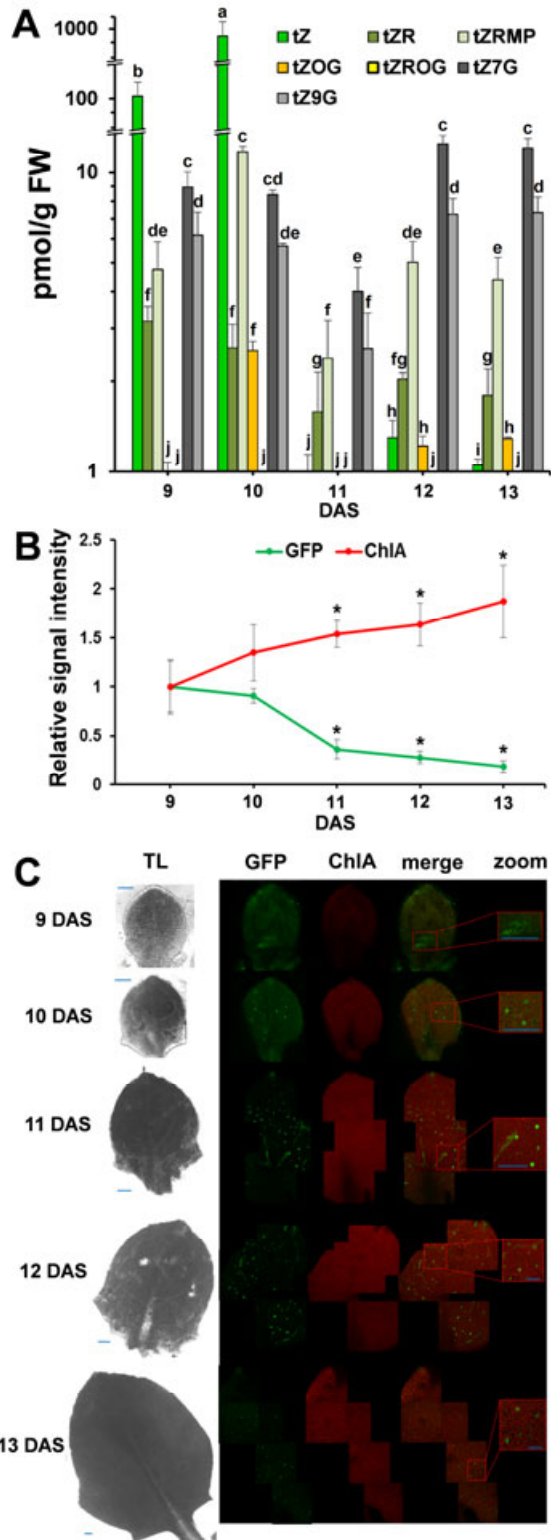 A
tZ tZR tZRMP
tZOG tZROG tZ7G
tZ9G
pmol/g FW
1000
100
10
1
b f de j j c d
a f c f j cd de
j g f j j e f
h fg de h j c d
i g e h j c d
9 10 11 12 13
DAS
B
GFP ChlA
Relative signal intensity
2.5
2
1.5
1
0.5
0
* * *
* * *
9 10 11 12 13
DAS
C
TL GFP ChlA merge zoom
9 DAS
10 DAS
11 DAS
12 DAS
13 DAS